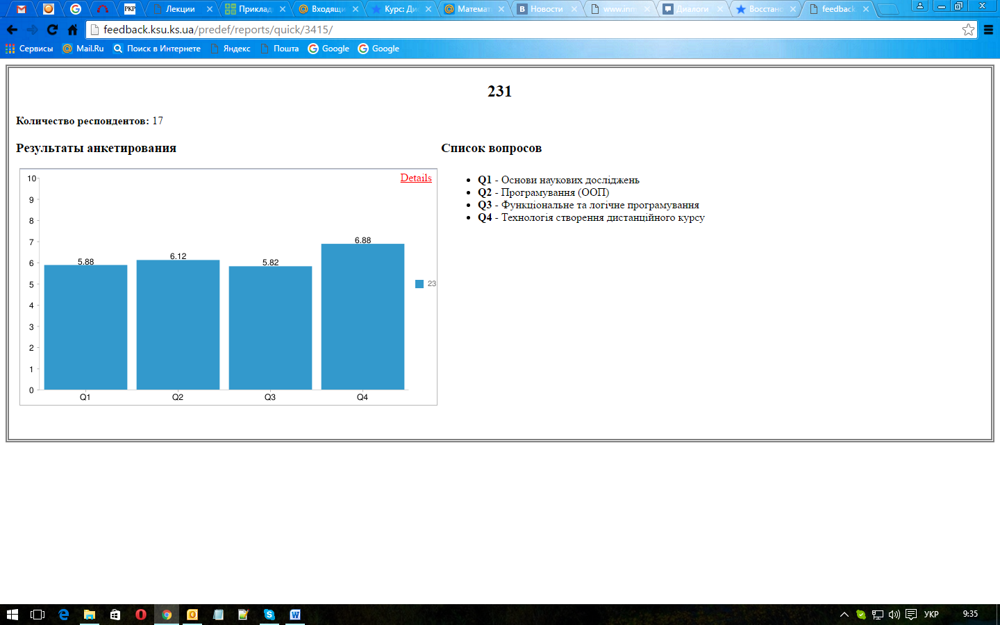 Лекции
Приклад
Входящи
Курс: Ди
Матема
Новости
www.inm
Диалоги
Восстано
feedback
feedback.ksu.ks.ua/predef/reports/quick/3415/
Сервисы
Mail.Ru
Поиск в Интернете
Яндекс
Пошта
Google
Google
231
Количество респондентов: 17
Результаты анкетирования
Details
10
9
8
7
6
5
4
3
2
1
0
5.88
6.12
5.82
6.88
Q1
Q2
Q3
Q4
23
Список вопросов
Q1 - Основи наукових досліджень
Q2 - Програмування (ООП)
Q3 - Функціональне та логічне програмування
Q4 - Технологія створення дистанційного курсу
УКР
9:35